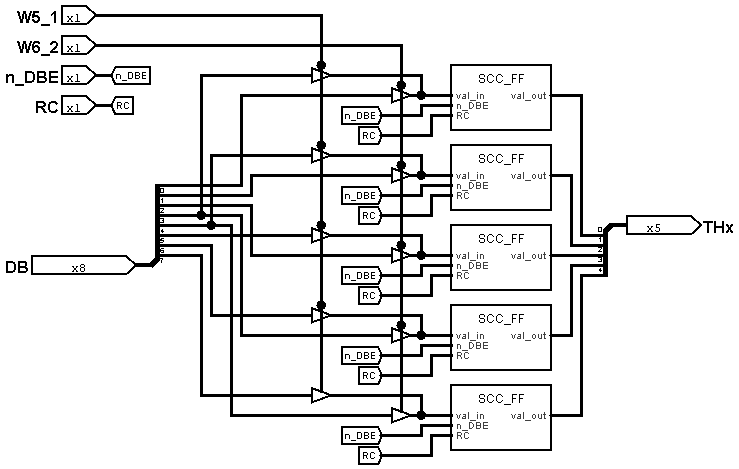 W5_1 x1
W6_2 x1
n_DBE x1 n_DBE
RC x1 RC
SCC_FF
val_in val_out
n_DBE n_DBE
RC RC
SCC_FF
val_in val_out
n_DBE n_DBE
RC RC
0
1
2
3
4
5
6
7
DB x8
SCC_FF
val_in val_out
n_DBE n_DBE
RC RC
0
1
2
3
4
x5 THx
SCC_FF
val_in val_out
n_DBE n_DBE
RC RC
SCC_FF
val_in val_out
n_DBE n_DBE
RC RC